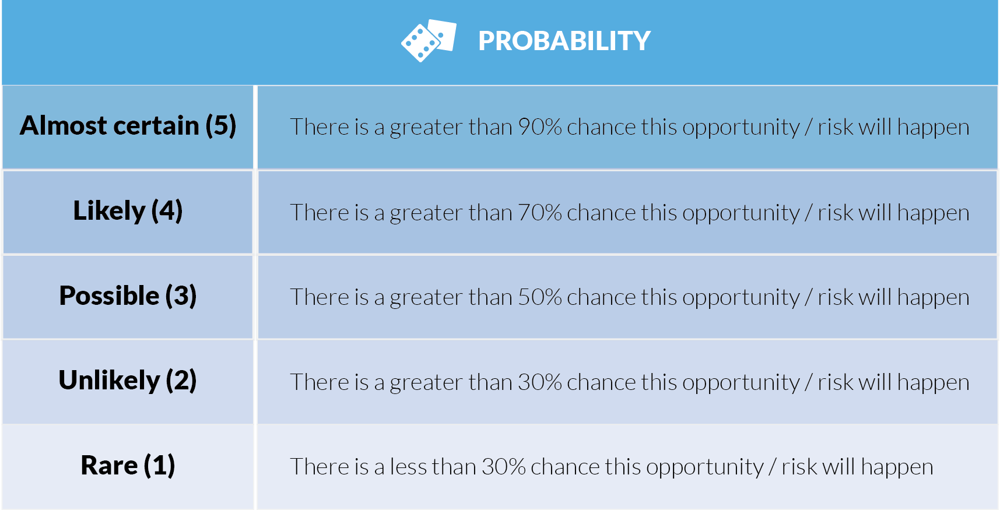 PROBABILITY
Almost certain (5)
There is a greater than 90% chance this opportunity / risk will happen
Likely (4)
There is a greater than 70% chance this opportunity / risk will happen
Possible (3)
There is a greater than 50% chance this opportunity / risk will happen
Unlikely (2)
There is a greater than 30% chance this opportunity / risk will happen
Rare (1)
There is a less than 30% chance this opportunity / risk will happen